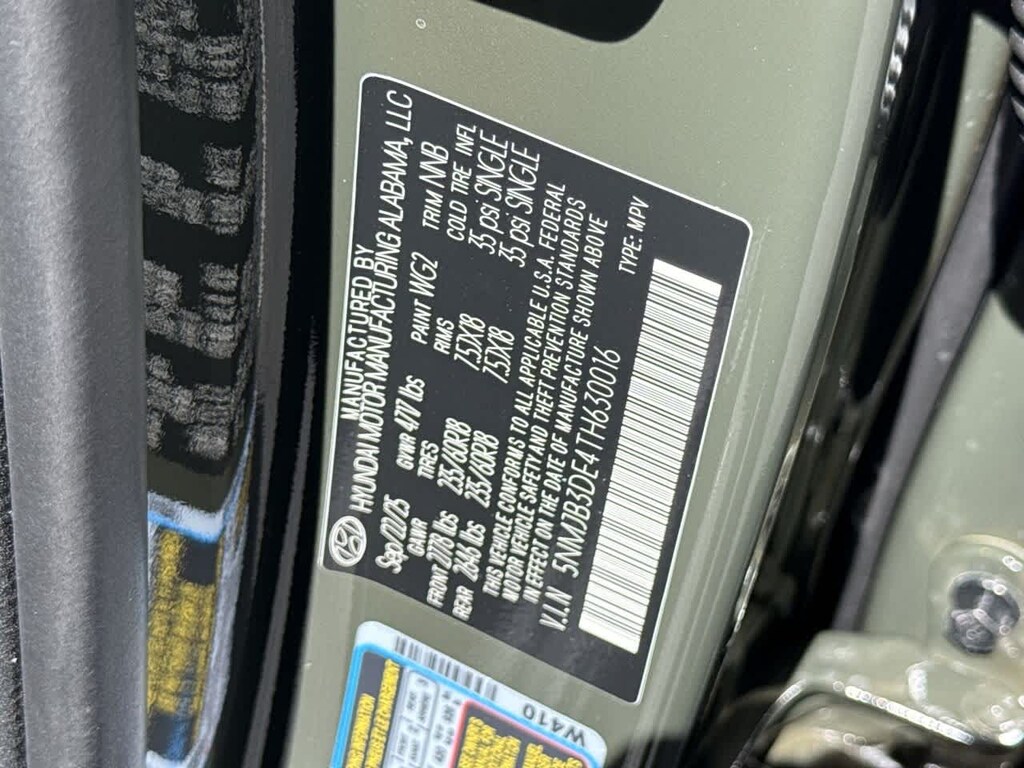 MANUFACTURED BY
HYUNDAI MOTOR MANUFACTURING ALABAMA, LLC
Sep/22/25 GVWR 4717 lbs PAINT WG2 TRIM NNB
GAWR TIRES RIMS COLD TIRE INFL
FRONT 2778 lbs 235/60R18 7.5JX18 35 psi SINGLE
REAR 2646 lbs 235/60R18 7.5JX18 35 psi SINGLE
THIS VEHICLE CONFORMS TO ALL APPLICABLE U.S.A. FEDERAL
MOTOR VEHICLE SAFETY AND THEFT PREVENTION STANDARDS
IN EFFECT ON THE DATE OF MANUFACTURE SHOWN ABOVE
V.I.N 5NMJB3DE4TH630016 TYPE: MPV
W410